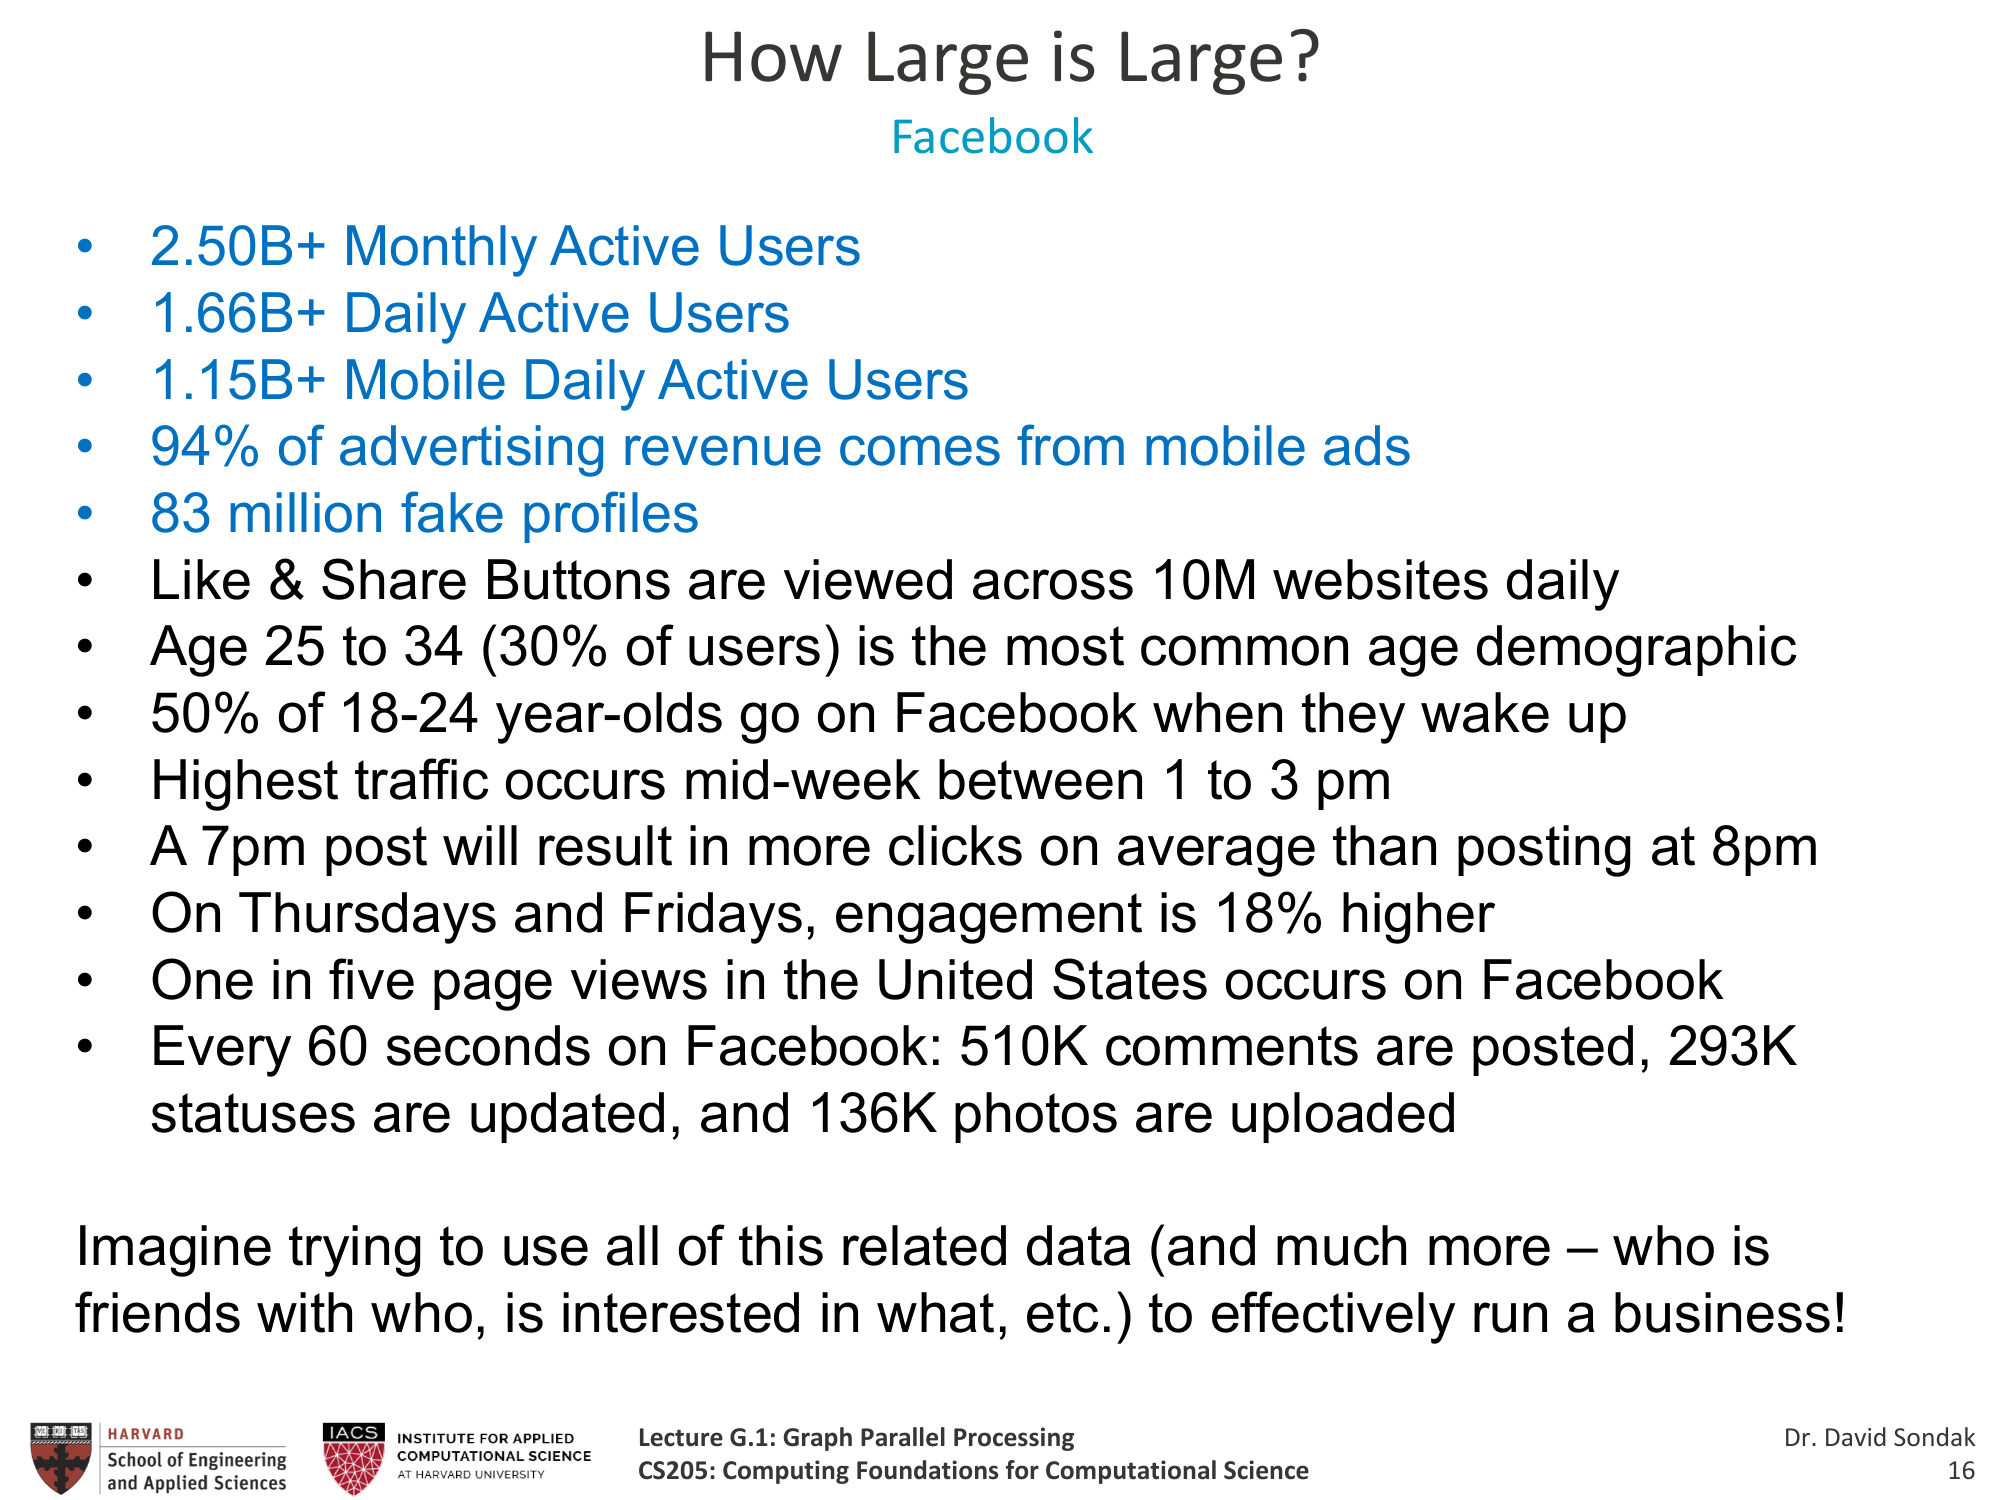 How Large is Large?
Facebook
• 2.50B+ Monthly Active Users
• 1.66B+ Daily Active Users
• 1.15B+ Mobile Daily Active Users
• 94% of advertising revenue comes from mobile ads
• 83 million fake profiles
• Like & Share Buttons are viewed across 10M websites daily
• Age 25 to 34 (30% of users) is the most common age demographic
• 50% of 18-24 year-olds go on Facebook when they wake up
• Highest traffic occurs mid-week between 1 to 3 pm
• A 7pm post will result in more clicks on average than posting at 8pm
• On Thursdays and Fridays, engagement is 18% higher
• One in five page views in the United States occurs on Facebook
• Every 60 seconds on Facebook: 510K comments are posted, 293K
statuses are updated, and 136K photos are uploaded
Imagine trying to use all of this related data (and much more – who is
friends with who, is interested in what, etc.) to effectively run a business!
HARVARD
School of Engineering
and Applied Sciences
IACS
INSTITUTE FOR APPLIED
COMPUTATIONAL SCIENCE
AT HARVARD UNIVERSITY
Lecture G.1: Graph Parallel Processing
CS205: Computing Foundations for Computational Science
Dr. David Sondak
16